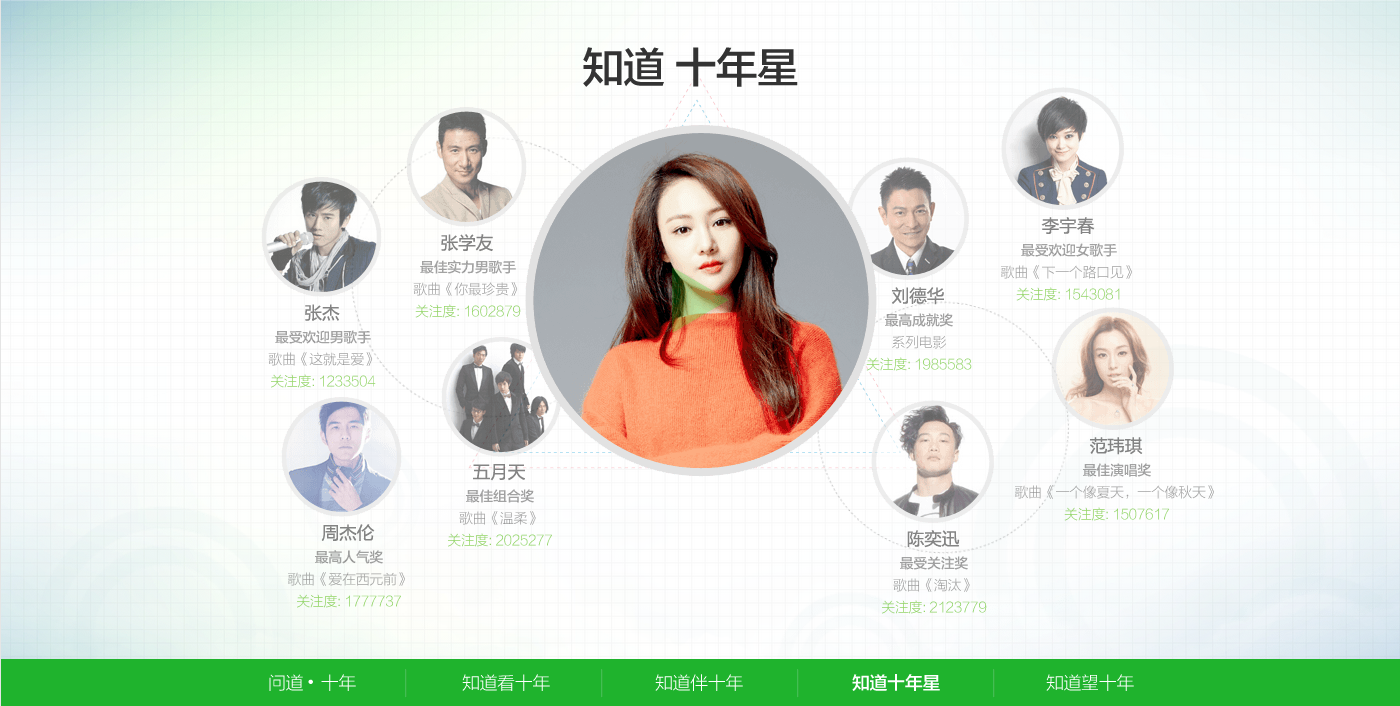 知道 十年星
张学友
最佳实力男歌手
歌曲《你最珍贵》
关注度: 1602879
张杰
最受欢迎男歌手
歌曲《这就是爱》
关注度: 1233504
五月天
最佳组合奖
歌曲《温柔》
关注度: 2025277
周杰伦
最高人气奖
歌曲《爱在西元前》
关注度: 1777737
刘德华
最高成就奖
系列电影
关注度: 1985583
李宇春
最受欢迎女歌手
歌曲《下一个路口见》
关注度: 1543081
范玮琪
最佳演唱奖
歌曲《一个像夏天，一个像秋天》
关注度: 1507617
陈奕迅
最受关注奖
歌曲《淘汰》
关注度: 2123779
问道• 十年
知道看十年
知道伴十年
知道十年星
知道望十年